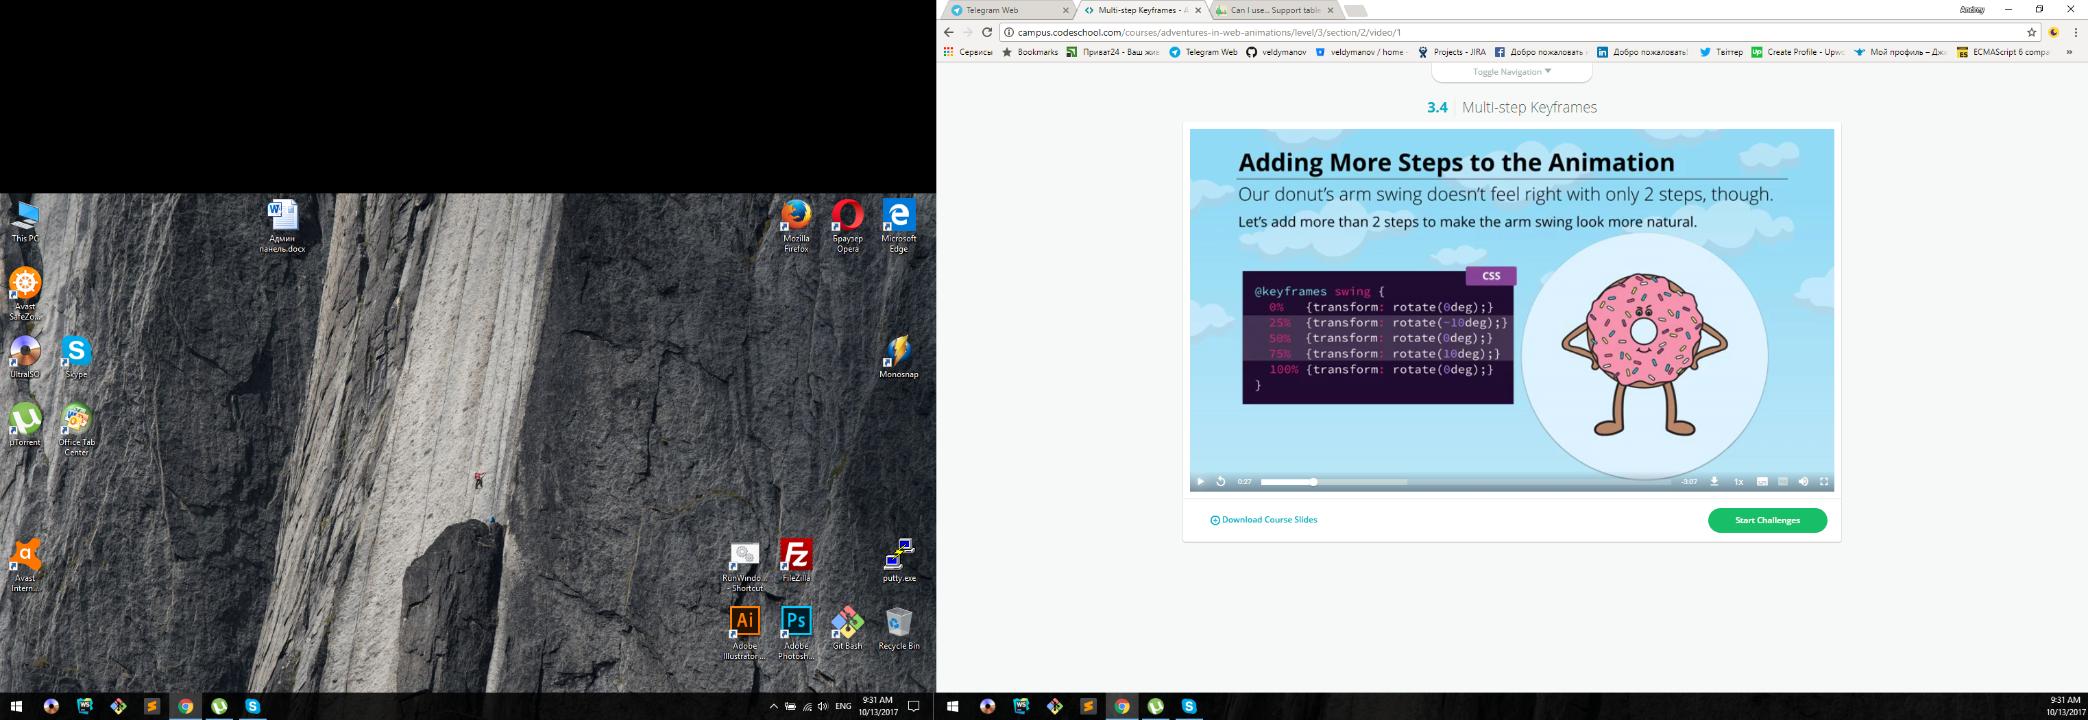 This PC
Админ
панель.docx
Mozilla
Firefox
Браузер
Opera
Microsoft
Edge
Avast
SafeZo...
UltraISO
Skype
Monosnap
µTorrent
Office Tab
Center
Avast
Intern...
RunWindo...
- Shortcut
FileZilla
putty.exe
Adobe
Illustrator ...
Adobe
Photosh...
Git Bash
Recycle Bin
ENG
9:31 AM
10/13/2017
Telegram Web
Multi-step Keyframes - A
Can I use... Support table
Andrey
campus.codeschool.com/courses/adventures-in-web-animations/level/3/section/2/video/1
Сервисы
Bookmarks
Приват24 - Ваш жиз
Telegram Web
veldymanov
veldymanov / home
Projects - JIRA
Добро пожаловать
Добро пожаловать!
Твіттер
Create Profile - Upwo
Мой профиль – Джи
ECMAScript 6 compa
Toggle Navigation
3.4 Multi-step Keyframes
Adding More Steps to the Animation
Our donut's arm swing doesn't feel right with only 2 steps, though.
Let's add more than 2 steps to make the arm swing look more natural.
CSS
@keyframes swing {
0% {transform: rotate(0deg);}
25% {transform: rotate(-10deg);}
50% {transform: rotate(0deg);}
75% {transform: rotate(10deg);}
100% {transform: rotate(0deg);}
}
0:27
-3:07
1x
Download Course Slides
Start Challenges
9:31 AM
10/13/2017